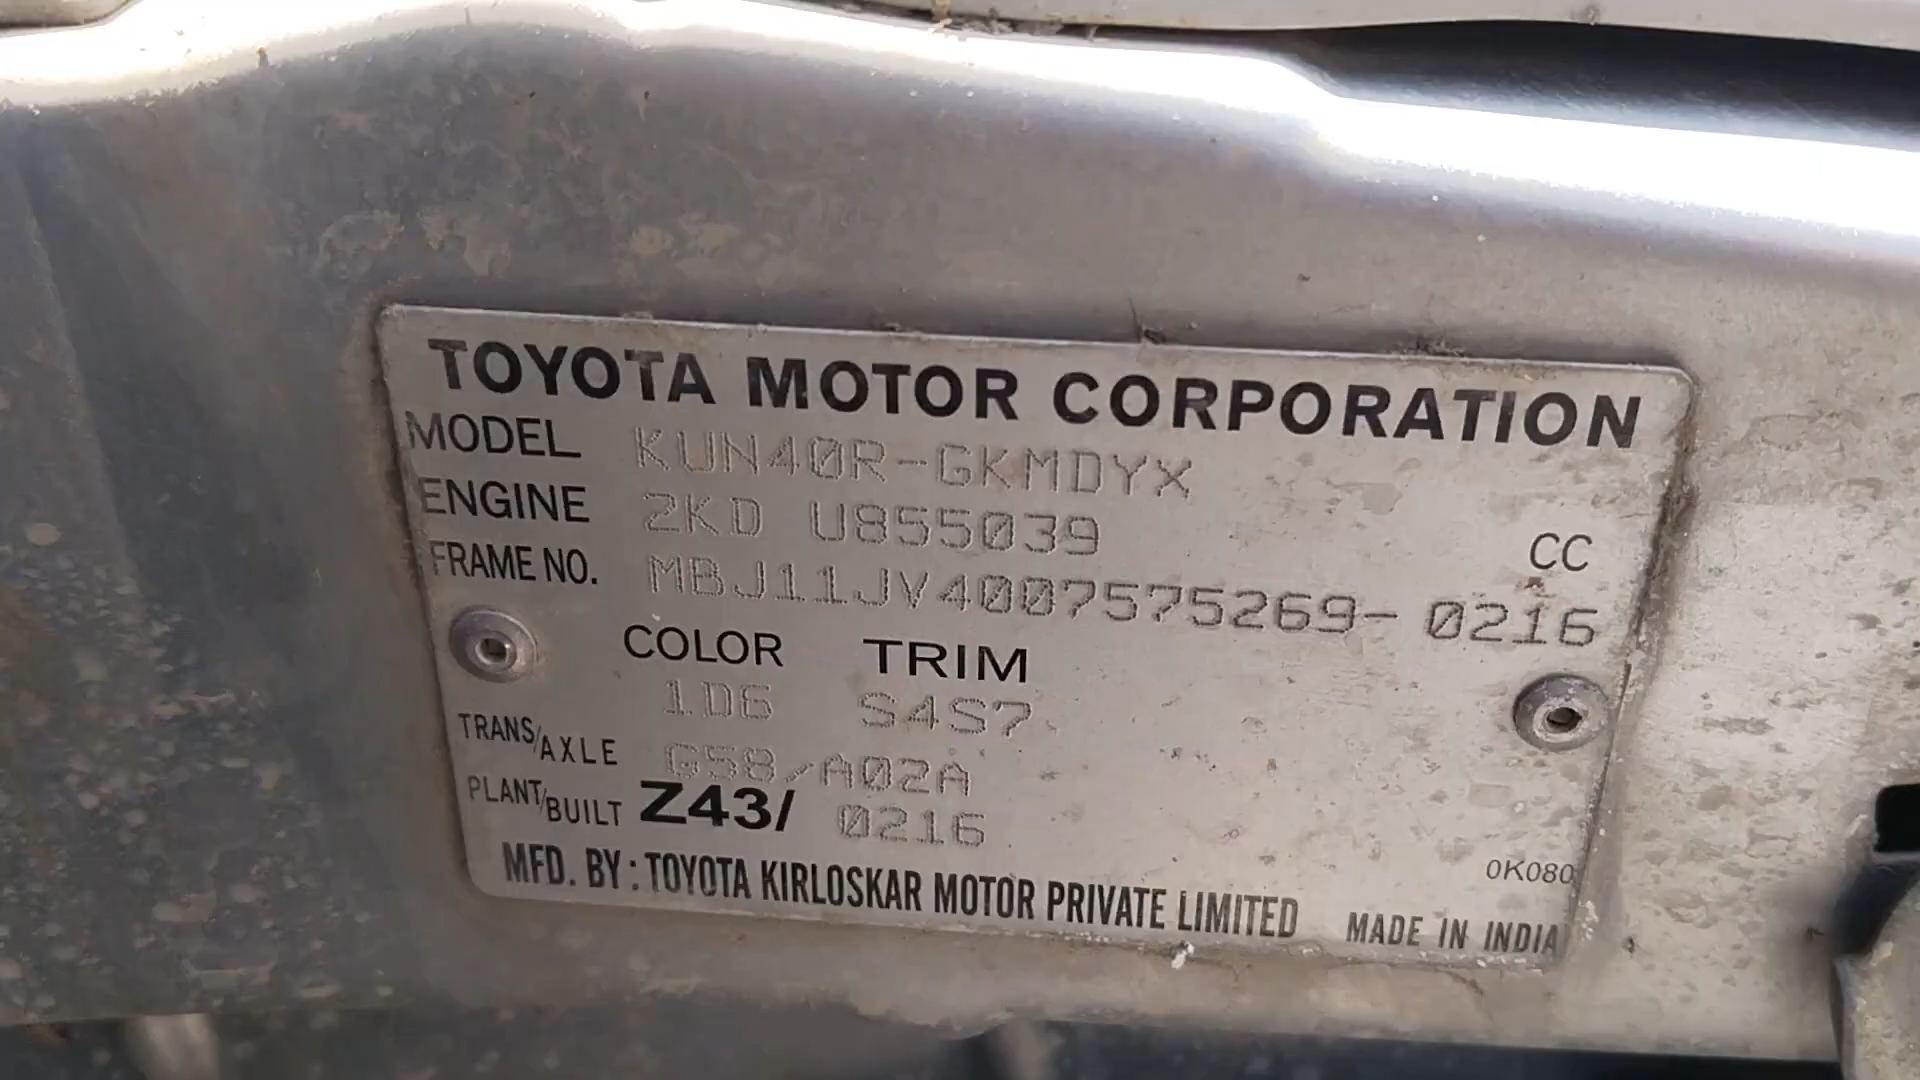 TOYOTA MOTOR CORPORATION
MODEL KUN40R-GKMDYX
ENGINE 2KD U855039 CC
FRAME NO. MBJ11JV4007575269- 0216
COLOR TRIM
1D6 S4S7
TRANS/AXLE G58/A02A
PLANT/BUILT Z43/ 0216
0K080
MFD. BY : TOYOTA KIRLOSKAR MOTOR PRIVATE LIMITED MADE IN INDIA